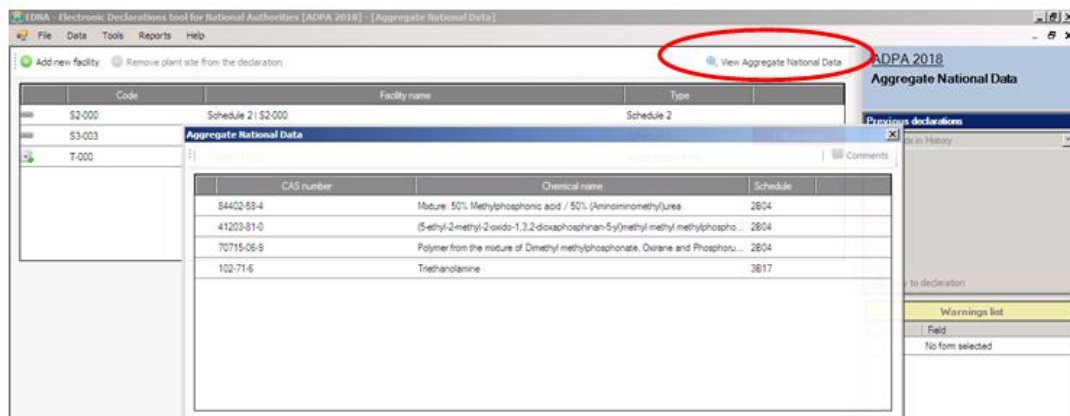 EDNA - Electronic Declarations tool for National Authorities [ADPA 2018] - [Aggregate National Data]
File Data Tools Reports Help
Add new facility Remove plant site from the declaration View Aggregate National Data
ADPA 2018
Aggregate National Data
Code Facility name Type
S2-000 Schedule 2 | S2-000 Schedule 2
S3-003
T-000
Previous declarations
in History
Aggregate National Data
Comments
CAS number Chemical name Schedule
84402-58-4 Mixture: 50% Methylphosphonic acid / 50% (Aminoiminomethyl)urea 2B04
41203-81-0 (5-ethyl-2-methyl-2-oxido-1,3,2-dioxaphosphinan-5-yl)methyl methyl methylphospho... 2B04
70715-06-9 Polymer from the mixture of Dimethyl methylphosphonate, Oxirane and Phosphoru... 2B04
102-71-6 Triethanolamine 3B17
to declaration
Warnings list
Field
No form selected